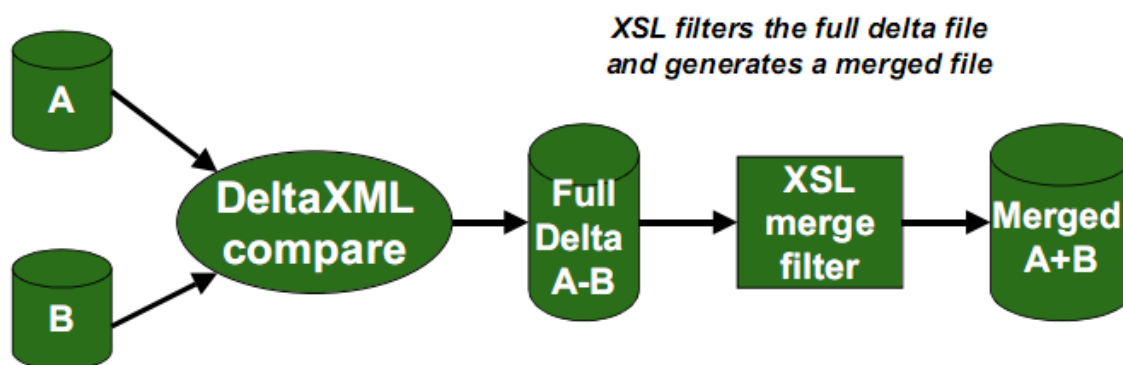 XSL filters the full delta file
and generates a merged file
A
B
DeltaXML
compare
Full
Delta
A-B
XSL
merge
filter
Merged
A+B